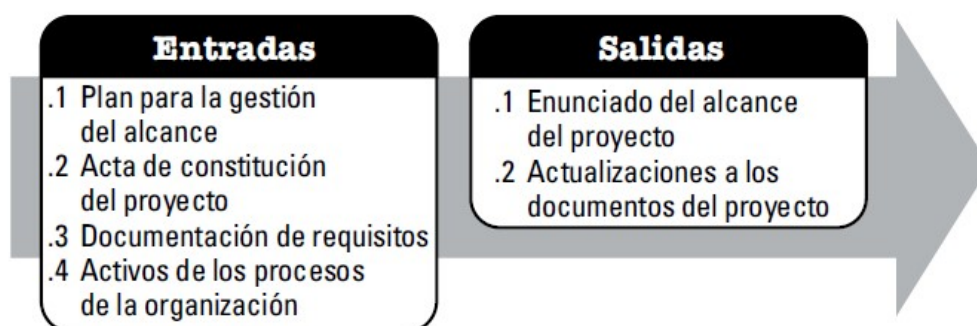 Entradas
.1 Plan para la gestión
del alcance
.2 Acta de constitución
del proyecto
.3 Documentación de requisitos
.4 Activos de los procesos
de la organización
Salidas
.1 Enunciado del alcance
del proyecto
.2 Actualizaciones a los
documentos del proyecto